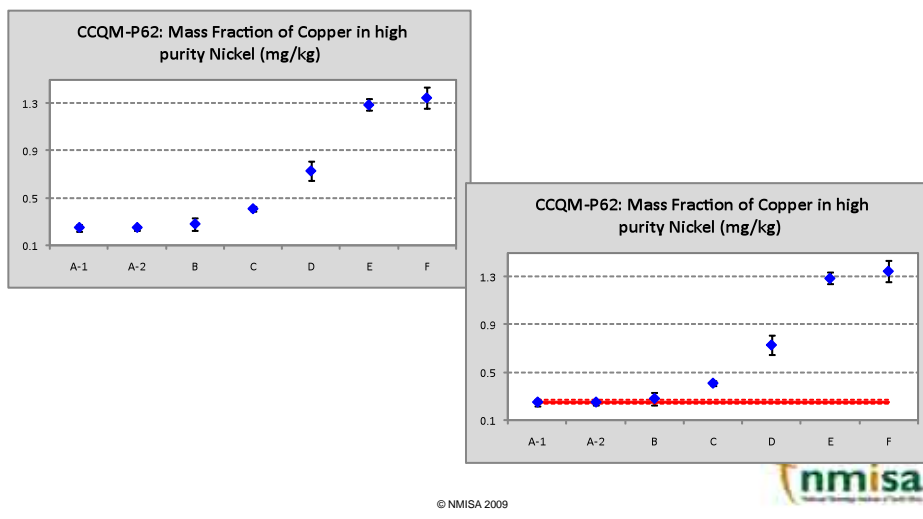 CCQM-P62: Mass Fraction of Copper in high
purity Nickel (mg/kg)
1.3
0.9
0.5
0.1
A-1 A-2 B C D E F
CCQM-P62: Mass Fraction of Copper in high
purity Nickel (mg/kg)
1.3
0.9
0.5
0.1
A-1 A-2 B C D E F
nmisa
© NMISA 2009